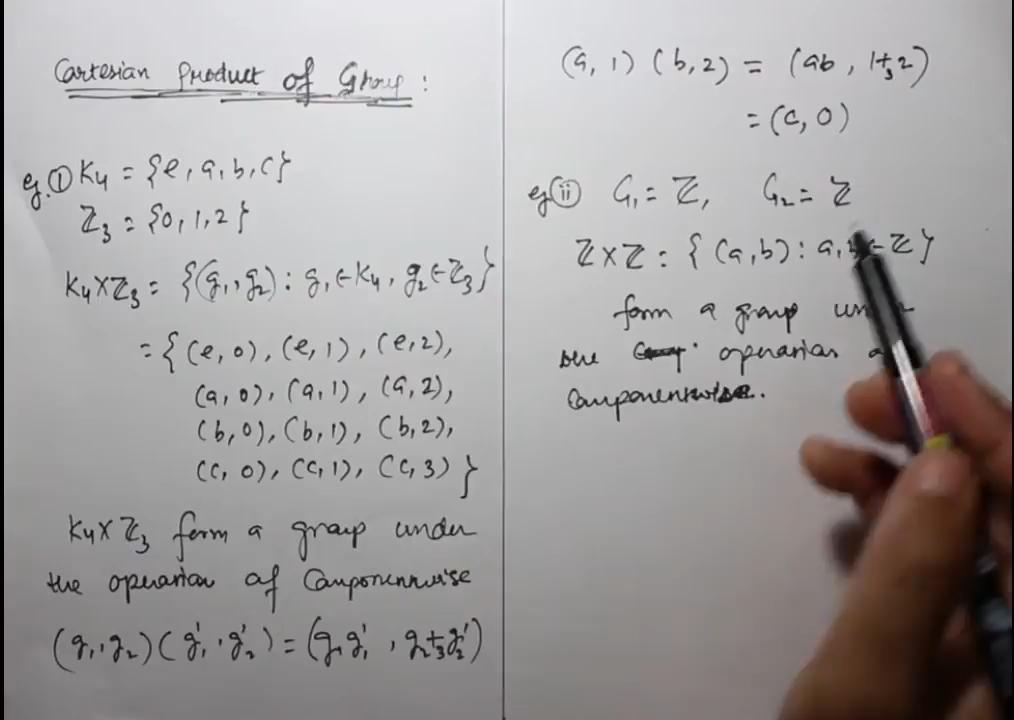 Cartesian Product of Group :
eg. ① K₄ = {e, a, b, c}
ℤ₃ = {0, 1, 2}
K₄×ℤ₃ = {(g₁, g₂) : g₁ ∈ K₄, g₂ ∈ ℤ₃}
= {(e, 0), (e, 1), (e, 2),
(a, 0), (a, 1), (a, 2),
(b, 0), (b, 1), (b, 2),
(c, 0), (c, 1), (c, 3) }
K₄×ℤ₃ form a group under
the operation of Componentwise
(g₁, g₂)(g₁', g₂') = (g₁g₁', g₂+₃g₂')
(a, 1) (b, 2) = (ab, 1+₃2)
= (c, 0)
eg ⓘⓘ G₁ = ℤ, G₂ = ℤ
ℤ×ℤ = { (a, b) : a, b ∈ ℤ }
form a group
the operation
Componentwise.